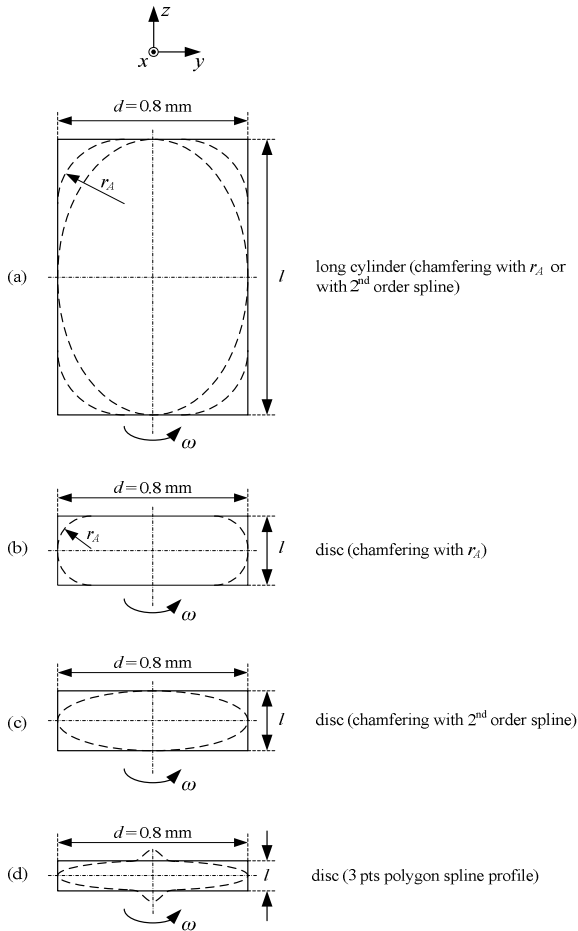 z
x y
d = 0.8 mm
r_A
(a) l long cylinder (chamfering with r_A or
with 2nd order spline)
ω
d = 0.8 mm
r_A
(b) l disc (chamfering with r_A)
ω
d = 0.8 mm
(c) l disc (chamfering with 2nd order spline)
ω
d = 0.8 mm
(d) l disc (3 pts polygon spline profile)
ω